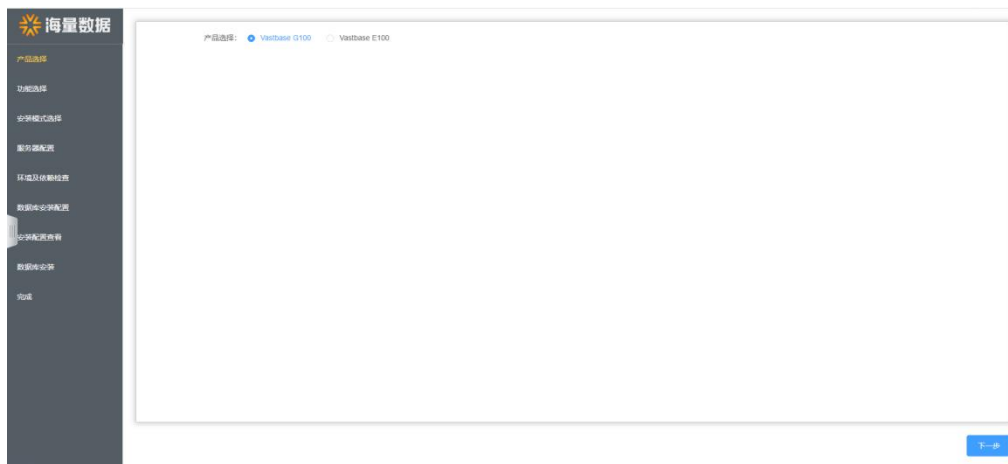 海量数据
产品选择
功能选择
安装模式选择
服务器配置
环境及依赖检查
数据库安装配置
安装配置查看
数据库安装
完成
产品选择： Vastbase G100 Vastbase E100
下一步